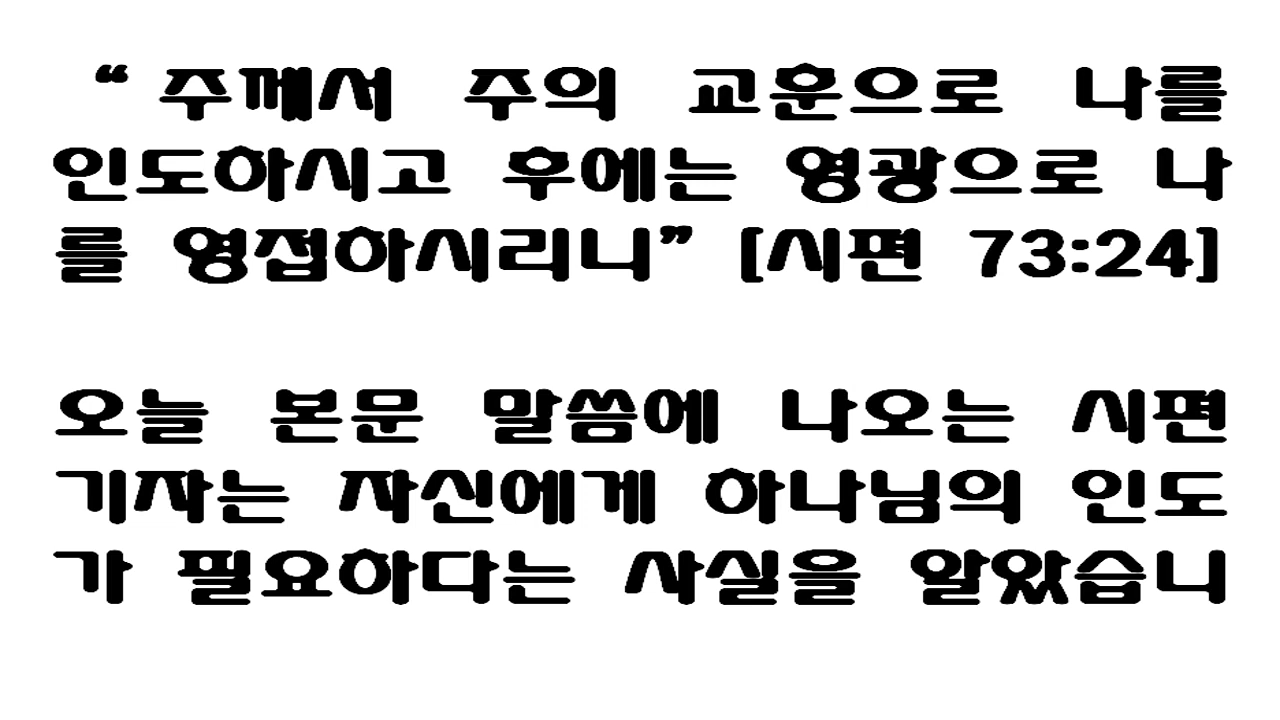 “ 주께서 주의 교훈으로 나를
인도하시고 후에는 영광으로 나
를 영접하시리니” [시편 73:24]
오늘 본문 말씀에 나오는 시편
기자는 자신에게 하나님의 인도
가 필요하다는 사실을 알았습니